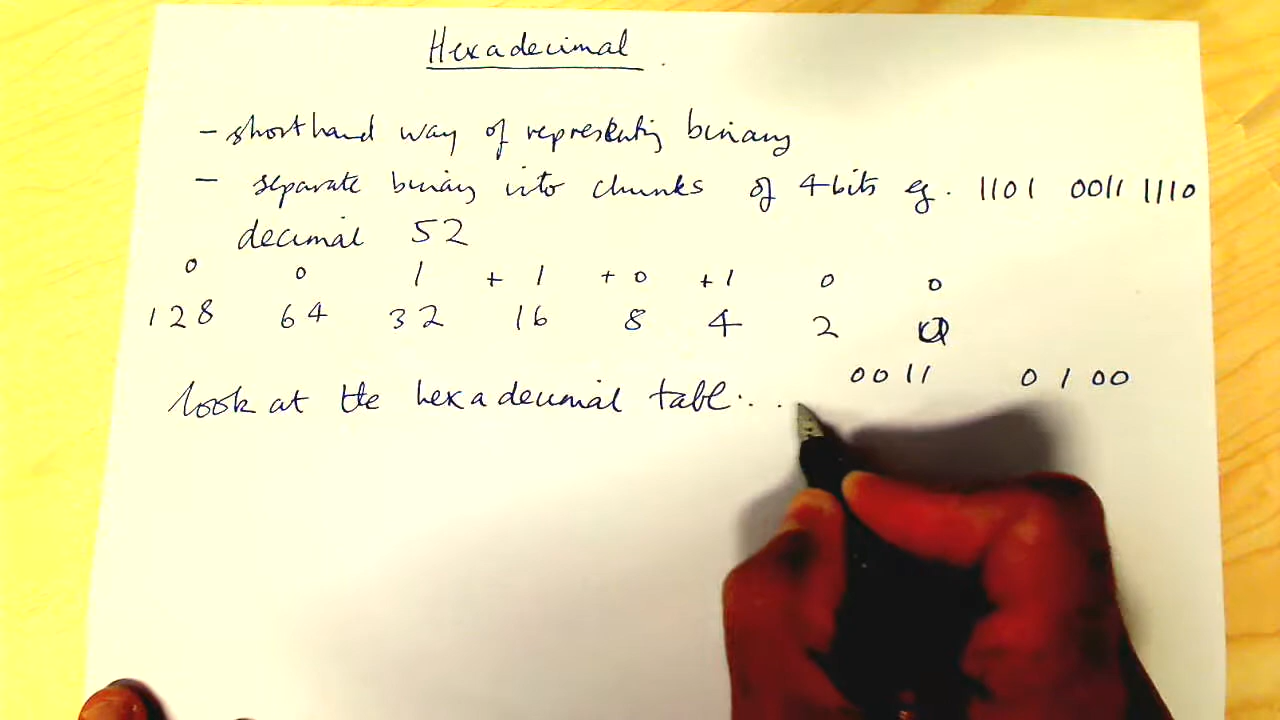 Hexadecimal
- shorthand way of representing binary
- separate binary into chunks of 4 bits eg. 1101 0011 1110
decimal 52
0 0 1 + 1 + 0 + 1 0 0
128 64 32 16 8 4 2
0011 0100
look at the hexadecimal table...